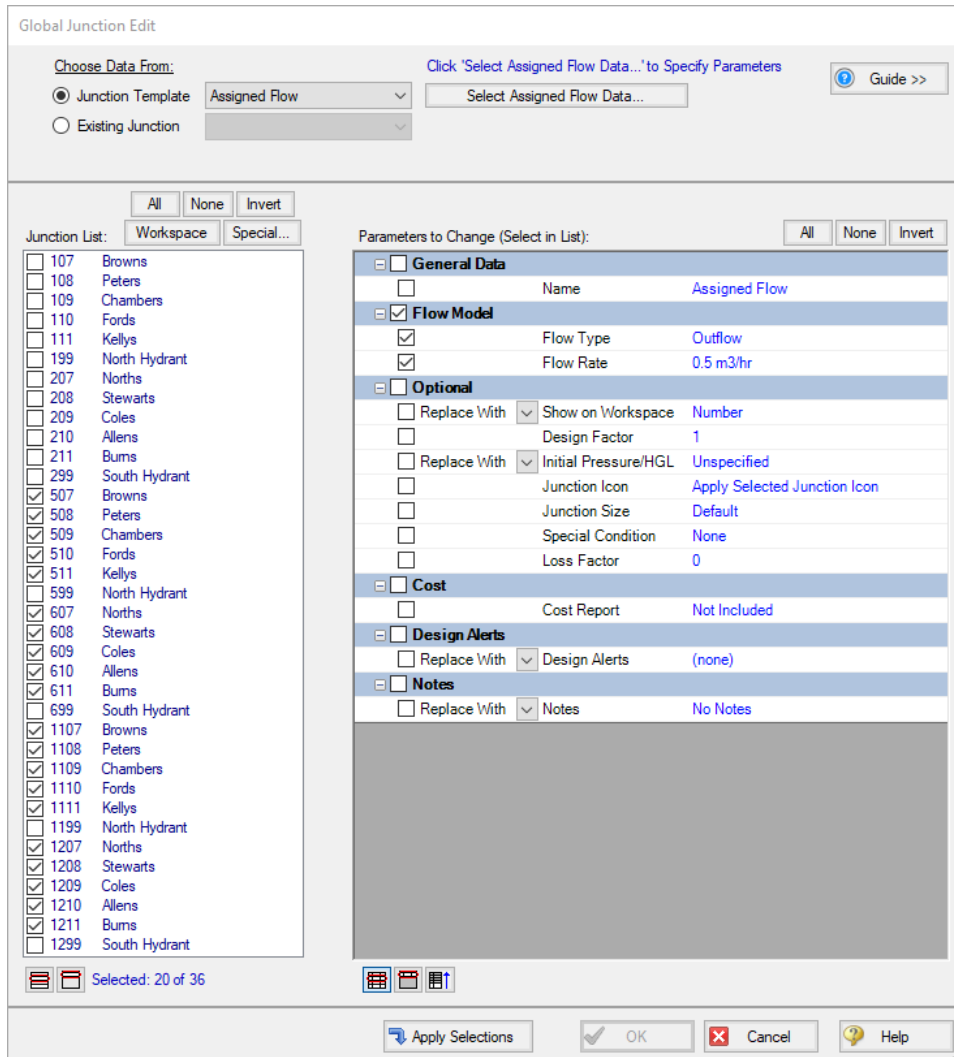 Global Junction Edit
Choose Data From:
Click 'Select Assigned Flow Data...' to Specify Parameters
Guide >>
Junction Template
Assigned Flow
Select Assigned Flow Data...
Existing Junction
All None Invert
Junction List: Workspace Special...
107 Browns
108 Peters
109 Chambers
110 Fords
111 Kellys
199 North Hydrant
207 Norths
208 Stewarts
209 Coles
210 Allens
211 Burns
299 South Hydrant
507 Browns
508 Peters
509 Chambers
510 Fords
511 Kellys
599 North Hydrant
607 Norths
608 Stewarts
609 Coles
610 Allens
611 Burns
699 South Hydrant
1107 Browns
1108 Peters
1109 Chambers
1110 Fords
1111 Kellys
1199 North Hydrant
1207 Norths
1208 Stewarts
1209 Coles
1210 Allens
1211 Burns
1299 South Hydrant
Selected: 20 of 36
Parameters to Change (Select in List): All None Invert
General Data
Name Assigned Flow
Flow Model
Flow Type Outflow
Flow Rate 0.5 m3/hr
Optional
Replace With Show on Workspace Number
Design Factor 1
Replace With Initial Pressure/HGL Unspecified
Junction Icon Apply Selected Junction Icon
Junction Size Default
Special Condition None
Loss Factor 0
Cost
Cost Report Not Included
Design Alerts
Replace With Design Alerts (none)
Notes
Replace With Notes No Notes
Apply Selections OK Cancel Help